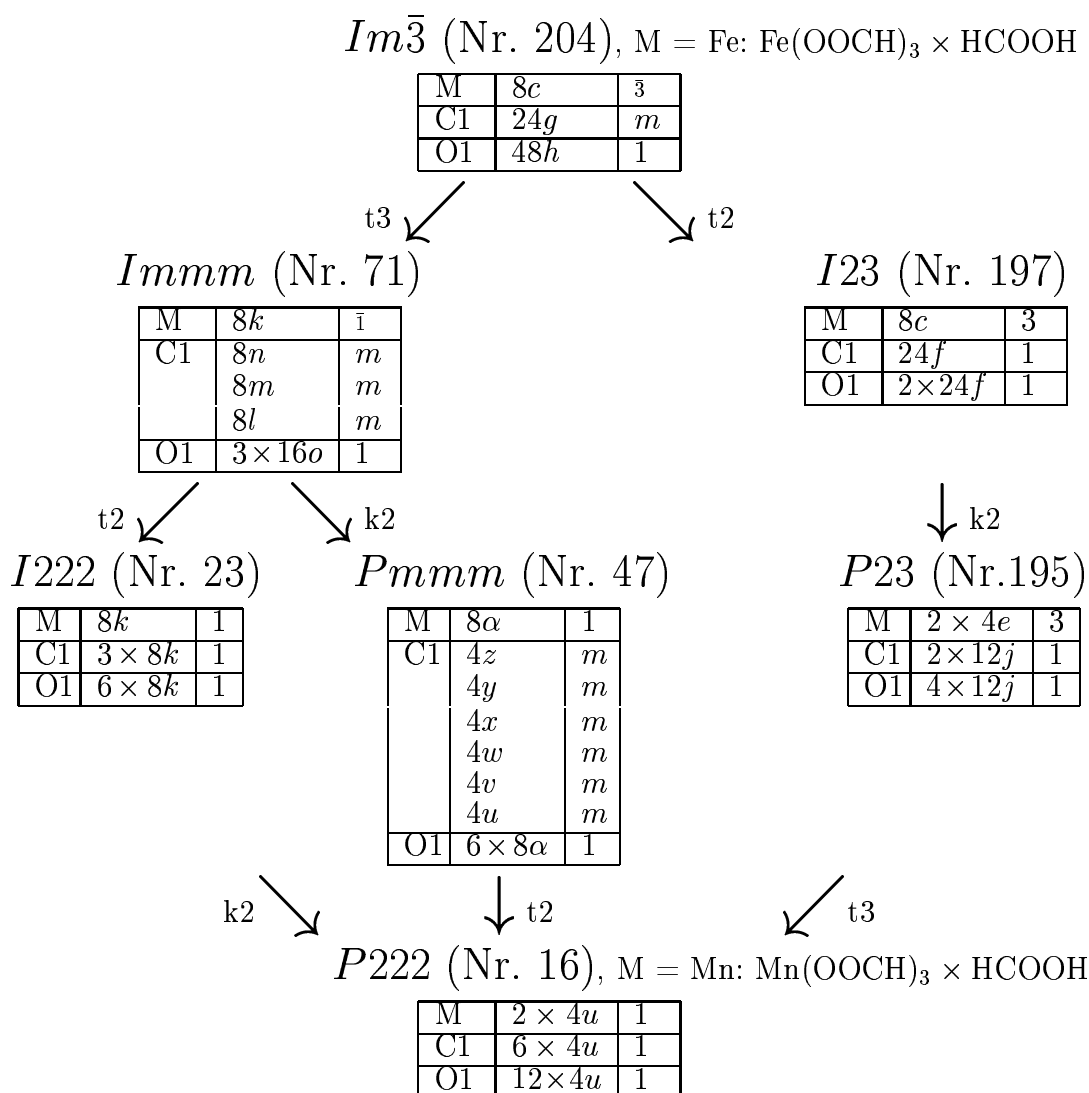 Im3̄ (Nr. 204), M = Fe: Fe(OOCH)₃ × HCOOH
M 8c 3̄
C1 24g m
O1 48h 1
t3
t2
Immm (Nr. 71)
M 8k 1̄
C1 8n m
8m m
8l m
O1 3×16o 1
I23 (Nr. 197)
M 8c 3
C1 24f 1
O1 2×24f 1
t2
k2
k2
I222 (Nr. 23)
M 8k 1
C1 3×8k 1
O1 6×8k 1
Pmmm (Nr. 47)
M 8α 1
C1 4z m
4y m
4x m
4w m
4v m
4u m
O1 6×8α 1
P23 (Nr.195)
M 2 × 4e 3
C1 2×12j 1
O1 4×12j 1
k2
t2
t3
P222 (Nr. 16), M = Mn: Mn(OOCH)₃ × HCOOH
M 2 × 4u 1
C1 6 × 4u 1
O1 12×4u 1